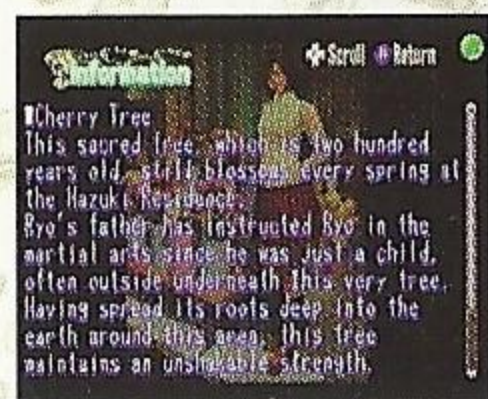 Information
Scroll Return
Cherry Tree
This sacred tree, which is two hundred
years old, still blossoms every spring at
the Hazuki Residence.
Ryo's father has instructed Ryo in the
martial arts since he was just a child,
often outside underneath this very tree.
Having spread its roots deep into the
earth around this area, this tree
maintains an unshakable strength.